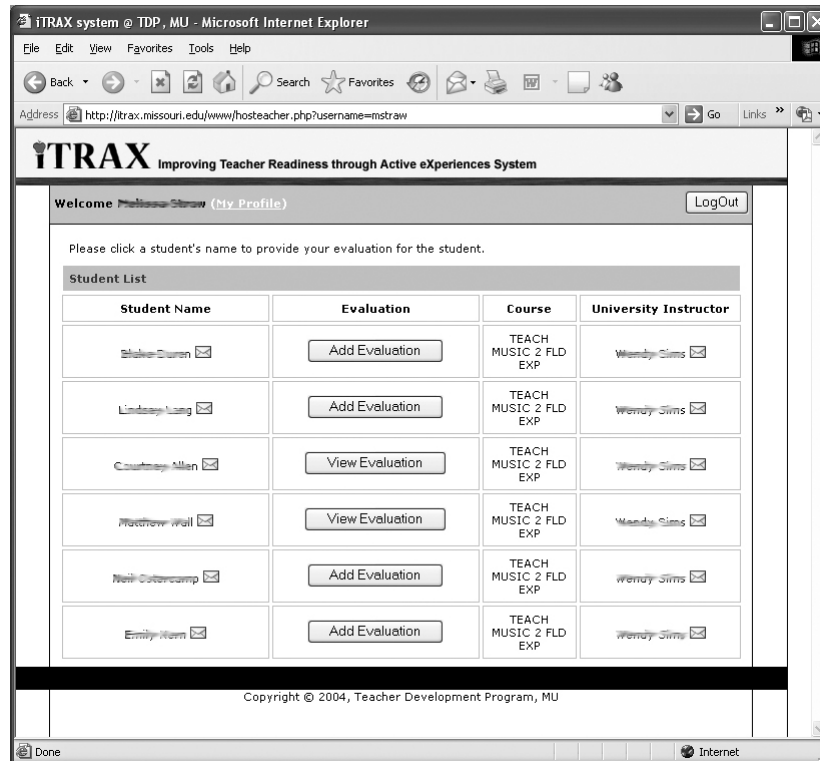 iTRAX system @ TDP, MU - Microsoft Internet Explorer
File Edit View Favorites Tools Help
Back Search Favorites
Address http://itrax.missouri.edu/www/hosteacher.php?username=mstraw Go Links »
iTRAX Improving Teacher Readiness through Active eXperiences System
Welcome (My Profile) LogOut
Please click a student's name to provide your evaluation for the student.
Student List
Student Name Evaluation Course University Instructor
Add Evaluation TEACH
MUSIC 2 FLD
EXP
Add Evaluation TEACH
MUSIC 2 FLD
EXP
View Evaluation TEACH
MUSIC 2 FLD
EXP
View Evaluation TEACH
MUSIC 2 FLD
EXP
Add Evaluation TEACH
MUSIC 2 FLD
EXP
Add Evaluation TEACH
MUSIC 2 FLD
EXP
Copyright © 2004, Teacher Development Program, MU
Done Internet